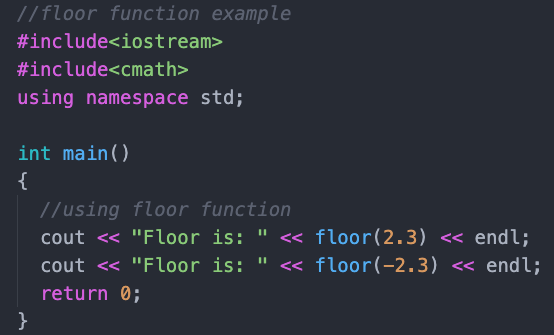 //floor function example
#include<iostream>
#include<cmath>
using namespace std;
int main()
{
//using floor function
cout << "Floor is: " << floor(2.3) << endl;
cout << "Floor is: " << floor(-2.3) << endl;
return 0;
}